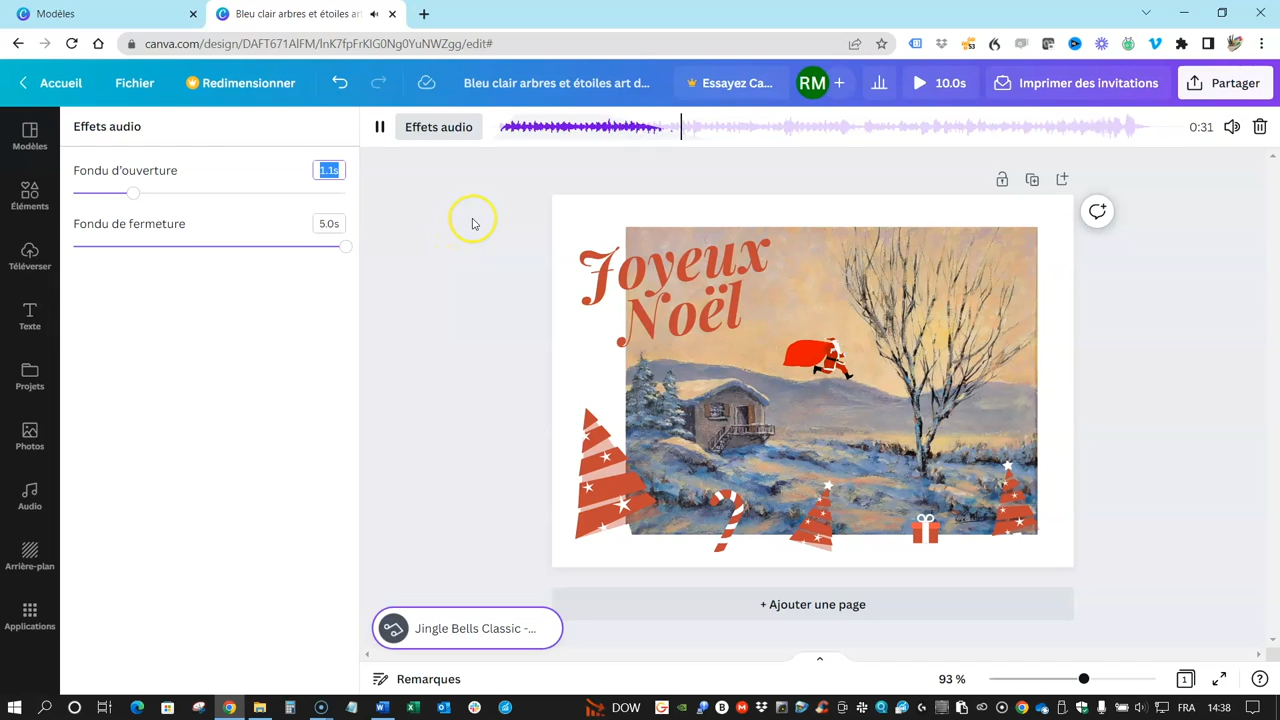 Modèles
Bleu clair arbres et étoiles ar
canva.com/design/DAFT671AlFM/lnK7fpFrKIG0Ng0YuNWZgg/edit#
53
Accueil
Fichier
Redimensionner
Bleu clair arbres et étoiles art d...
Essayez Ca...
RM
10.0s
Imprimer des invitations
Partager
Modèles
Éléments
Téléverser
Texte
Projets
Photos
Audio
Arrière-plan
Applications
Effets audio
Fondu d'ouverture
1.1s
Fondu de fermeture
5.0s
Effets audio
0:31
Joyeux
Noël
+ Ajouter une page
Jingle Bells Classic -...
Remarques
93 %
1
DOW
FRA
14:38